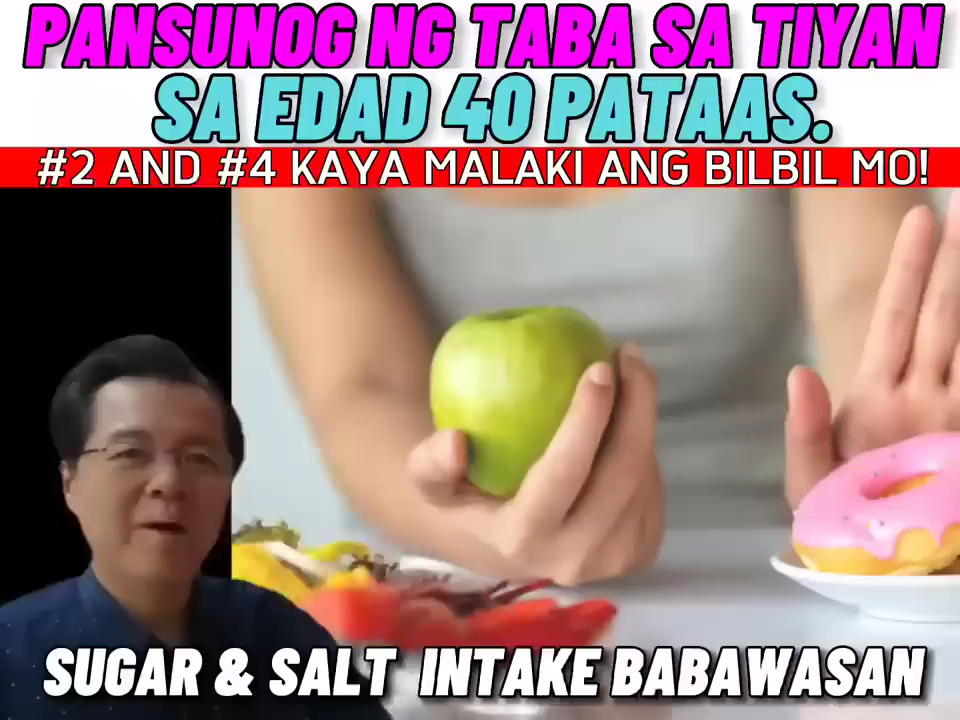 PANSUNOG NG TABA SA TIYAN
SA EDAD 40 PATAAS.
#2 AND #4 KAYA MALAKI ANG BILBIL MO!
SUGAR & SALT INTAKE BABAWASAN